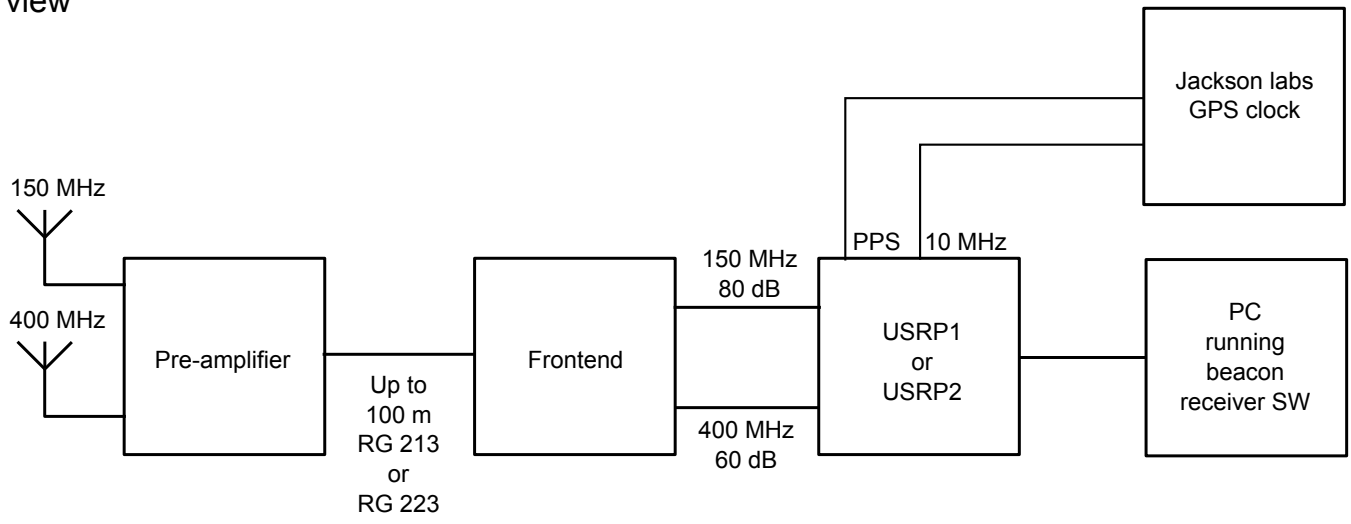 view
Jackson labs
GPS clock
150 MHz
400 MHz
Pre-amplifier
Up to
100 m
RG 213
or
RG 223
Frontend
150 MHz
80 dB
400 MHz
60 dB
PPS
10 MHz
USRP1
or
USRP2
PC
running
beacon
receiver SW